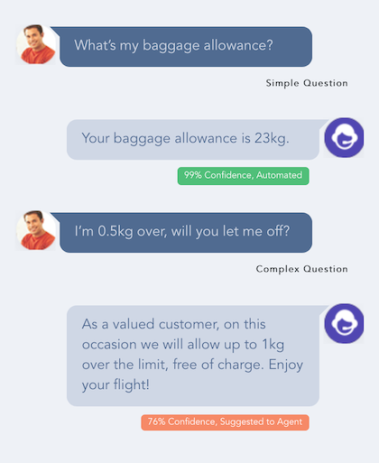 What's my baggage allowance?
Simple Question
Your baggage allowance is 23kg.
99% Confidence, Automated
I'm 0.5kg over, will you let me off?
Complex Question
As a valued customer, on this
occasion we will allow up to 1kg
over the limit, free of charge. Enjoy
your flight!
76% Confidence, Suggested to Agent